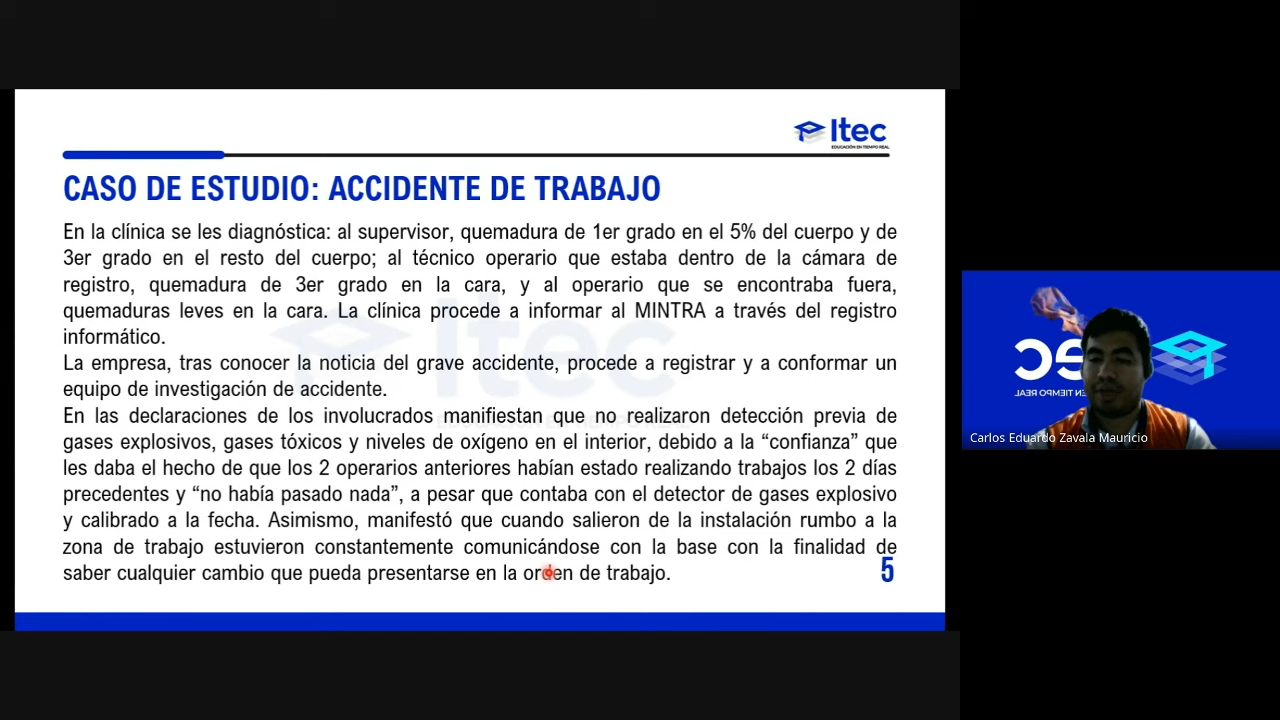 Itec
EDUCACIÓN EN TIEMPO REAL
CASO DE ESTUDIO: ACCIDENTE DE TRABAJO
En la clínica se les diagnóstica: al supervisor, quemadura de 1er grado en el 5% del cuerpo y de
3er grado en el resto del cuerpo; al técnico operario que estaba dentro de la cámara de
registro, quemadura de 3er grado en la cara, y al operario que se encontraba fuera,
quemaduras leves en la cara. La clínica procede a informar al MINTRA a través del registro
informático.
La empresa, tras conocer la noticia del grave accidente, procede a registrar y a conformar un
equipo de investigación de accidente.
En las declaraciones de los involucrados manifiestan que no realizaron detección previa de
gases explosivos, gases tóxicos y niveles de oxígeno en el interior, debido a la “confianza” que
les daba el hecho de que los 2 operarios anteriores habían estado realizando trabajos los 2 días
precedentes y “no había pasado nada”, a pesar que contaba con el detector de gases explosivo
y calibrado a la fecha. Asimismo, manifestó que cuando salieron de la instalación rumbo a la
zona de trabajo estuvieron constantemente comunicándose con la base con la finalidad de
saber cualquier cambio que pueda presentarse en la orden de trabajo.
5
Carlos Eduardo Zavala Mauricio